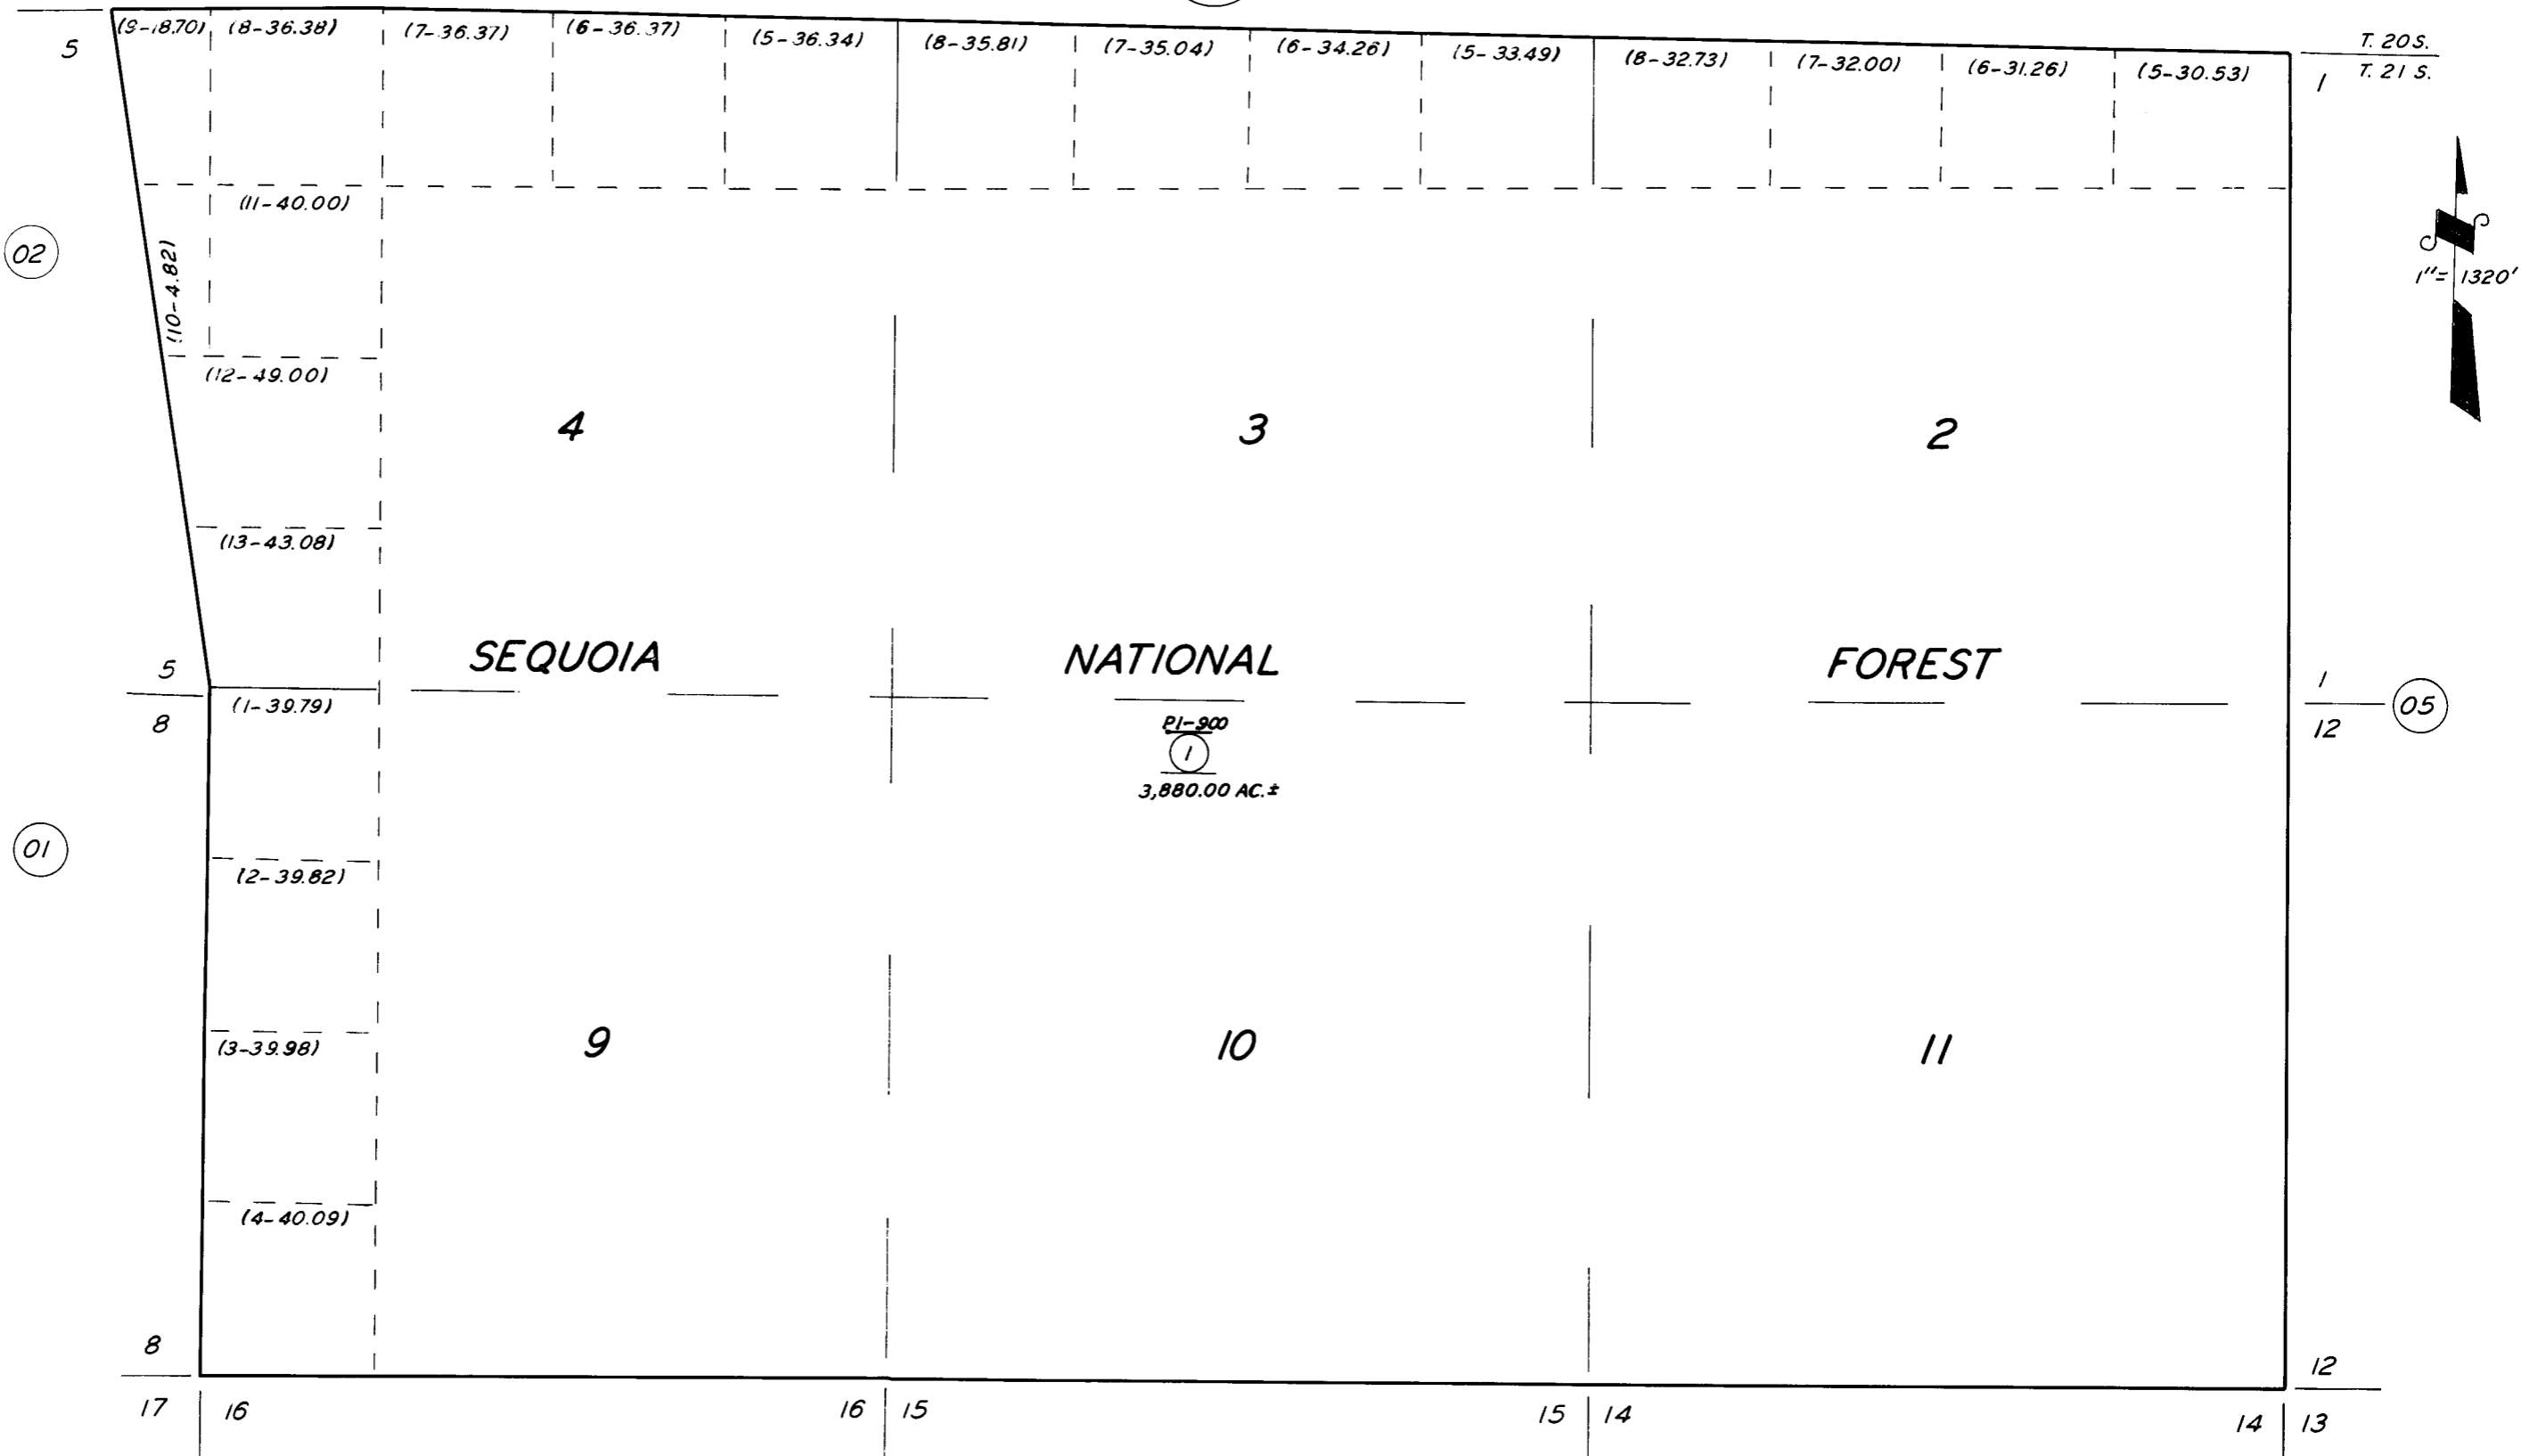 T. 20 S.
5 (9-18.70) (8-36.38) (7-36.37) (6-36.37) (5-36.34) (8-35.81) (7-35.04) (6-34.26) (5-33.49) (8-32.73) (7-32.00) (6-31.26) (5-30.53) 1 T. 21 S.
(11-40.00)
02 (10-4.82)
1"= 1320'
(12-49.00)
4 3 2
(13-43.08)
5 SEQUOIA NATIONAL FOREST 1
(1-39.79) 05
8 P1-900 12
1
3,880.00 AC.±
01
(2-39.82)
(3-39.98) 9 10 11
(4-40.09)
8 12
17 16 16 15 15 14 14 13